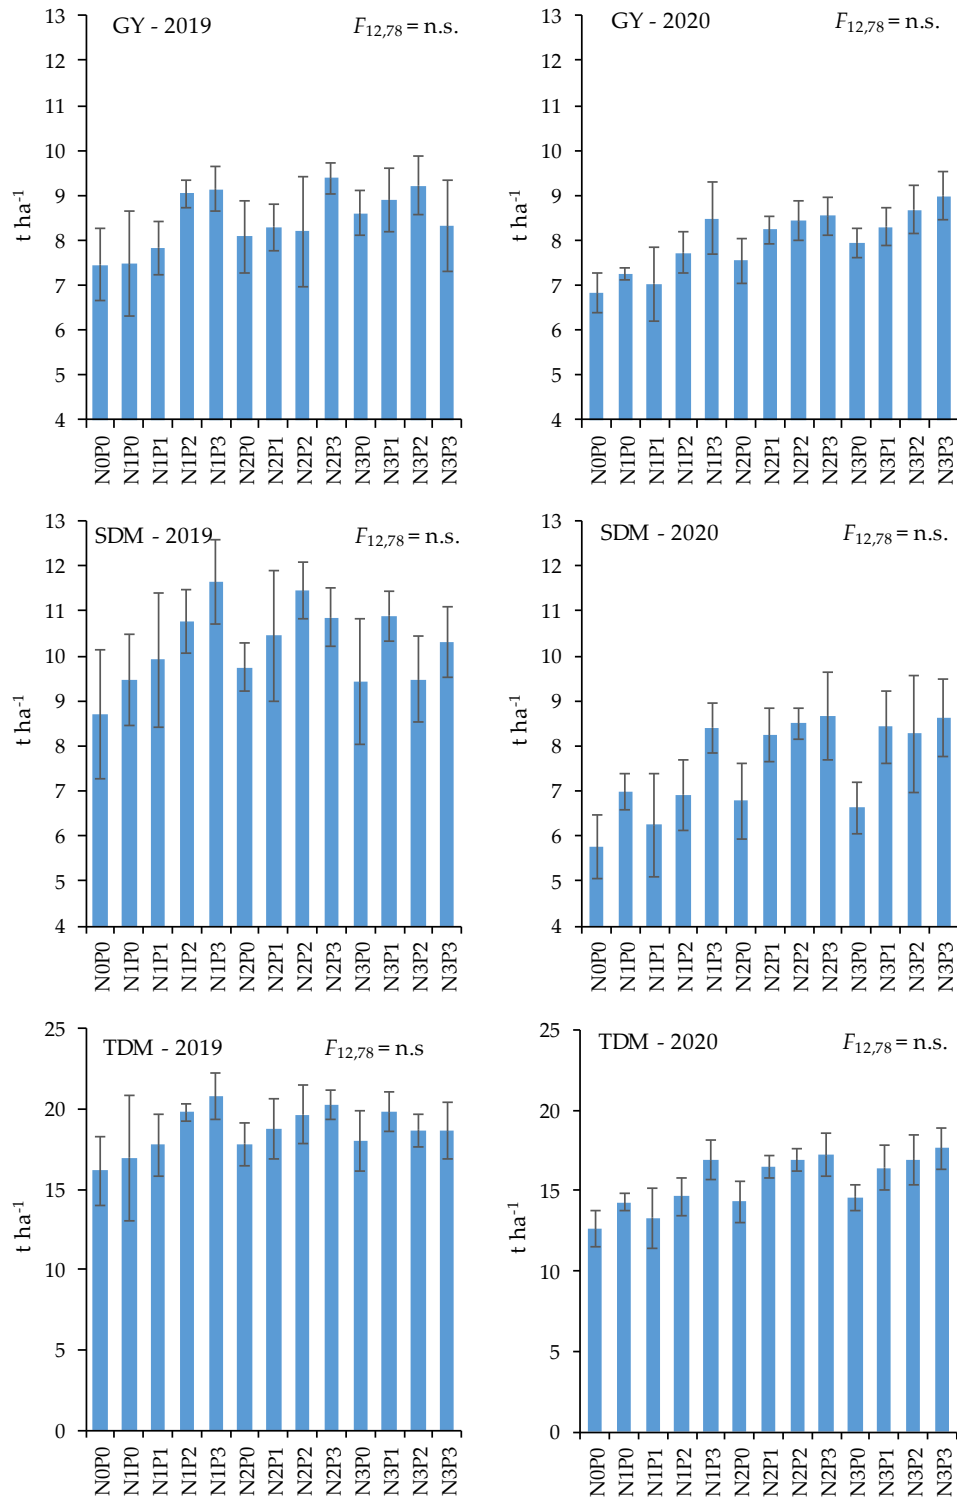 GY - 2019 F12,78 = n.s.
13
12
11
10
9
8
7
6
5
4
t ha-1
N0P0
N1P0
N1P1
N1P2
N1P3
N2P0
N2P1
N2P2
N2P3
N3P0
N3P1
N3P2
N3P3
GY - 2020 F12,78 = n.s.
13
12
11
10
9
8
7
6
5
4
t ha-1
N0P0
N1P0
N1P1
N1P2
N1P3
N2P0
N2P1
N2P2
N2P3
N3P0
N3P1
N3P2
N3P3
SDM - 2019 F12,78 = n.s.
13
12
11
10
9
8
7
6
5
4
t ha-1
N0P0
N1P0
N1P1
N1P2
N1P3
N2P0
N2P1
N2P2
N2P3
N3P0
N3P1
N3P2
N3P3
SDM - 2020 F12,78 = n.s.
13
12
11
10
9
8
7
6
5
4
t ha-1
N0P0
N1P0
N1P1
N1P2
N1P3
N2P0
N2P1
N2P2
N2P3
N3P0
N3P1
N3P2
N3P3
TDM - 2019 F12,78 = n.s
25
20
15
10
5
0
t ha-1
N0P0
N1P0
N1P1
N1P2
N1P3
N2P0
N2P1
N2P2
N2P3
N3P0
N3P1
N3P2
N3P3
TDM - 2020 F12,78 = n.s.
25
20
15
10
5
0
t ha-1
N0P0
N1P0
N1P1
N1P2
N1P3
N2P0
N2P1
N2P2
N2P3
N3P0
N3P1
N3P2
N3P3